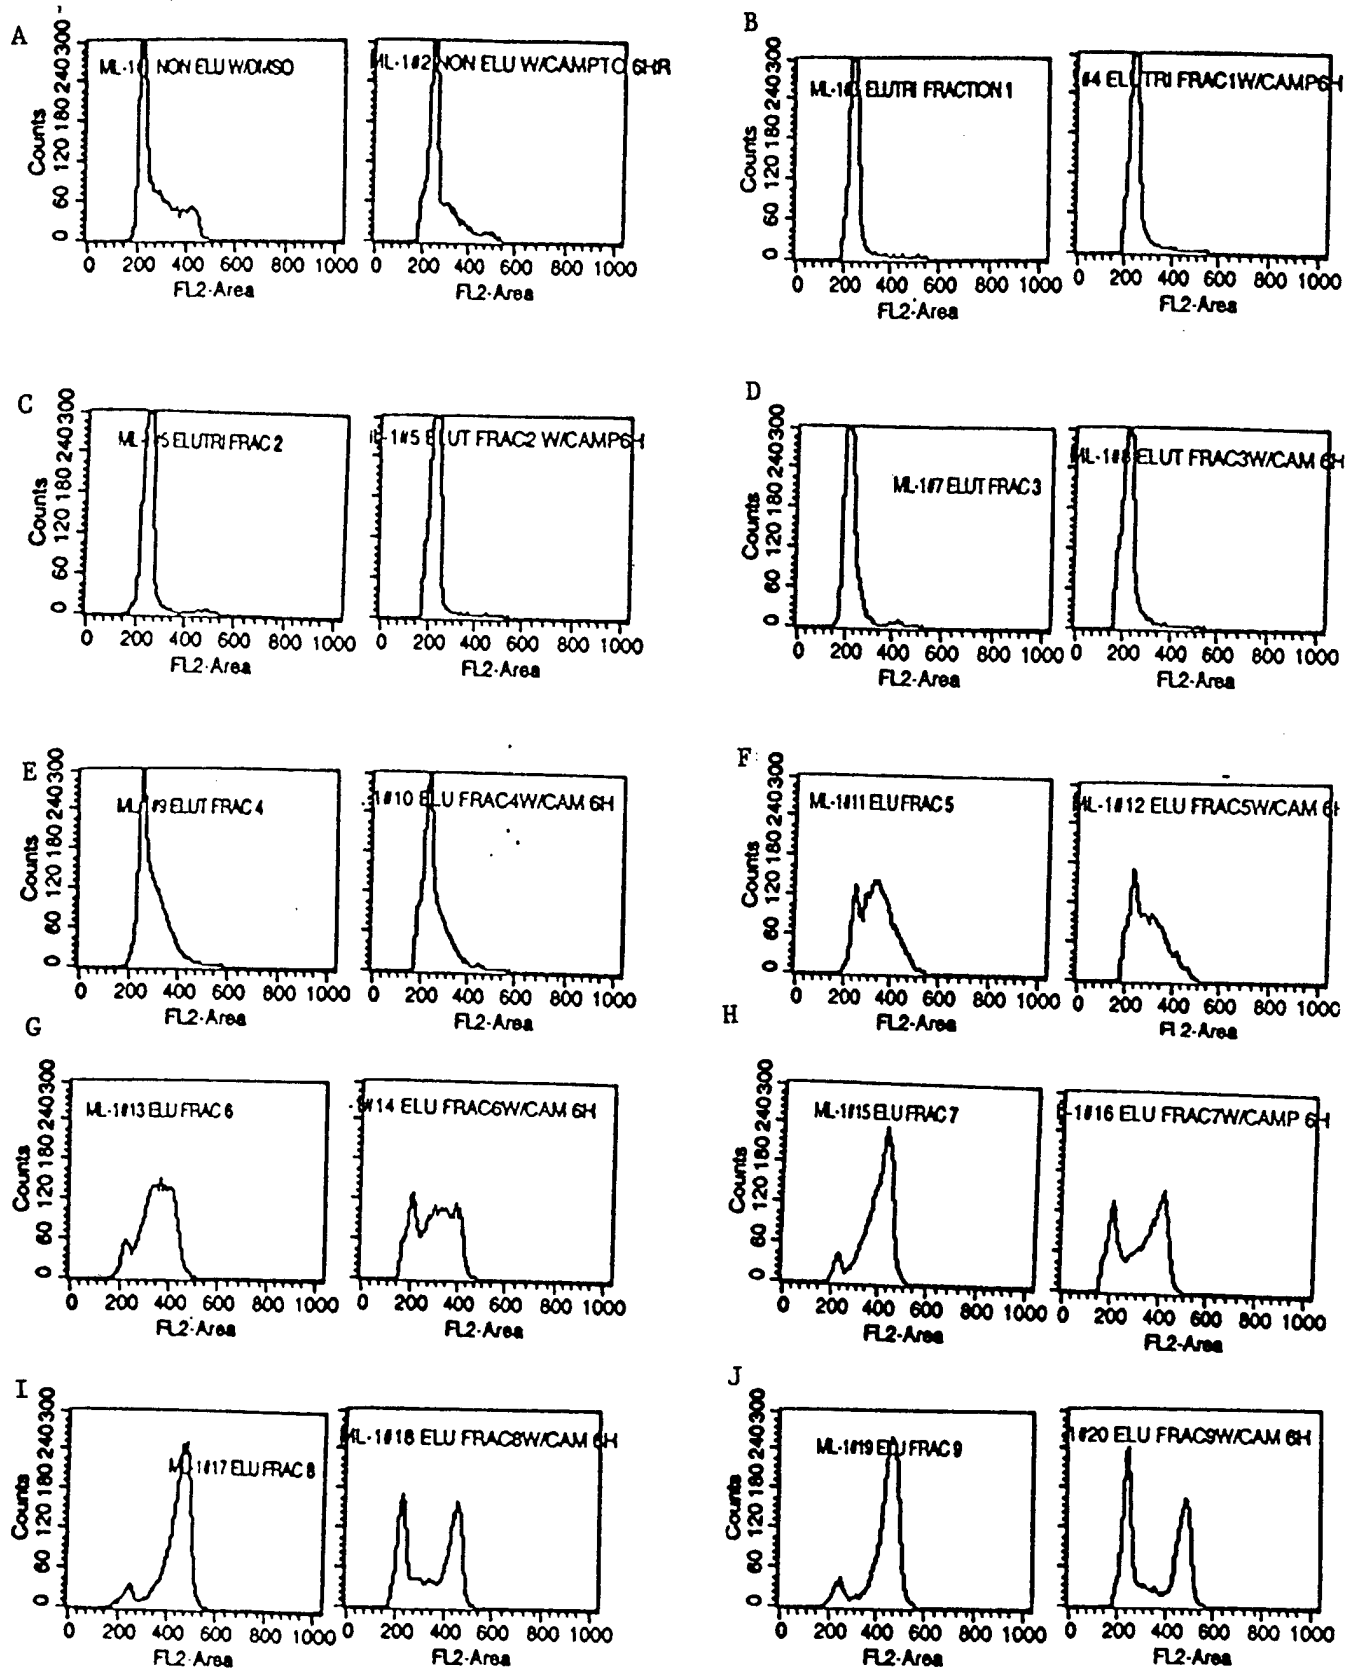 A
ML-1 NON ELU W/DMSO
ML-1#2 NON ELU W/CAMPTO 6HR
Counts
0 60 120 180 240 300
0 200 400 600 800 1000
0 200 400 600 800 1000
FL2-Area
FL2-Area
B
ML-1# ELUTRI FRACTION 1
#4 ELUTRI FRAC1W/CAMP6H
Counts
0 60 120 180 240 300
0 200 400 600 800 1000
0 200 400 600 800 1000
FL2-Area
FL2-Area
C
ML-1#5 ELUTRI FRAC 2
ML-1#5 ELUT FRAC2 W/CAMP6H
Counts
0 60 120 180 240 300
0 200 400 600 800 1000
0 200 400 600 800 1000
FL2-Area
FL2-Area
D
ML-1#7 ELUT FRAC 3
ML-1#8 ELUT FRAC3W/CAM 6H
Counts
0 60 120 180 240 300
0 200 400 600 800 1000
0 200 400 600 800 1000
FL2-Area
FL2-Area
E
ML- #9 ELUT FRAC 4
-1#10 ELU FRAC4W/CAM 6H
Counts
0 60 120 180 240 300
0 200 400 600 800 1000
0 200 400 600 800 1000
FL2-Area
FL2-Area
F
ML-1#11 ELU FRAC 5
ML-1#12 ELU FRAC5W/CAM 6H
Counts
0 60 120 180 240 300
0 200 400 600 800 1000
0 200 400 600 800 1000
FL2-Area
FL2-Area
G
ML-1#13 ELU FRAC 6
-1#14 ELU FRAC6W/CAM 6H
Counts
0 60 120 180 240 300
0 200 400 600 800 1000
0 200 400 600 800 1000
FL2-Area
FL2-Area
H
ML-1#15 ELU FRAC 7
-1#16 ELU FRAC7W/CAMP 6H
Counts
0 60 120 180 240 300
0 200 400 600 800 1000
0 200 400 600 800 1000
FL2-Area
FL2-Area
I
ML-1#17 ELU FRAC 8
ML-1#18 ELU FRAC8W/CAM 6H
Counts
0 60 120 180 240 300
0 200 400 600 800 1000
0 200 400 600 800 1000
FL2-Area
FL2-Area
J
ML-1#19 ELU FRAC 9
1#20 ELU FRAC9W/CAM 6H
Counts
0 60 120 180 240 300
0 200 400 600 800 1000
0 200 400 600 800 1000
FL2-Area
FL2-Area